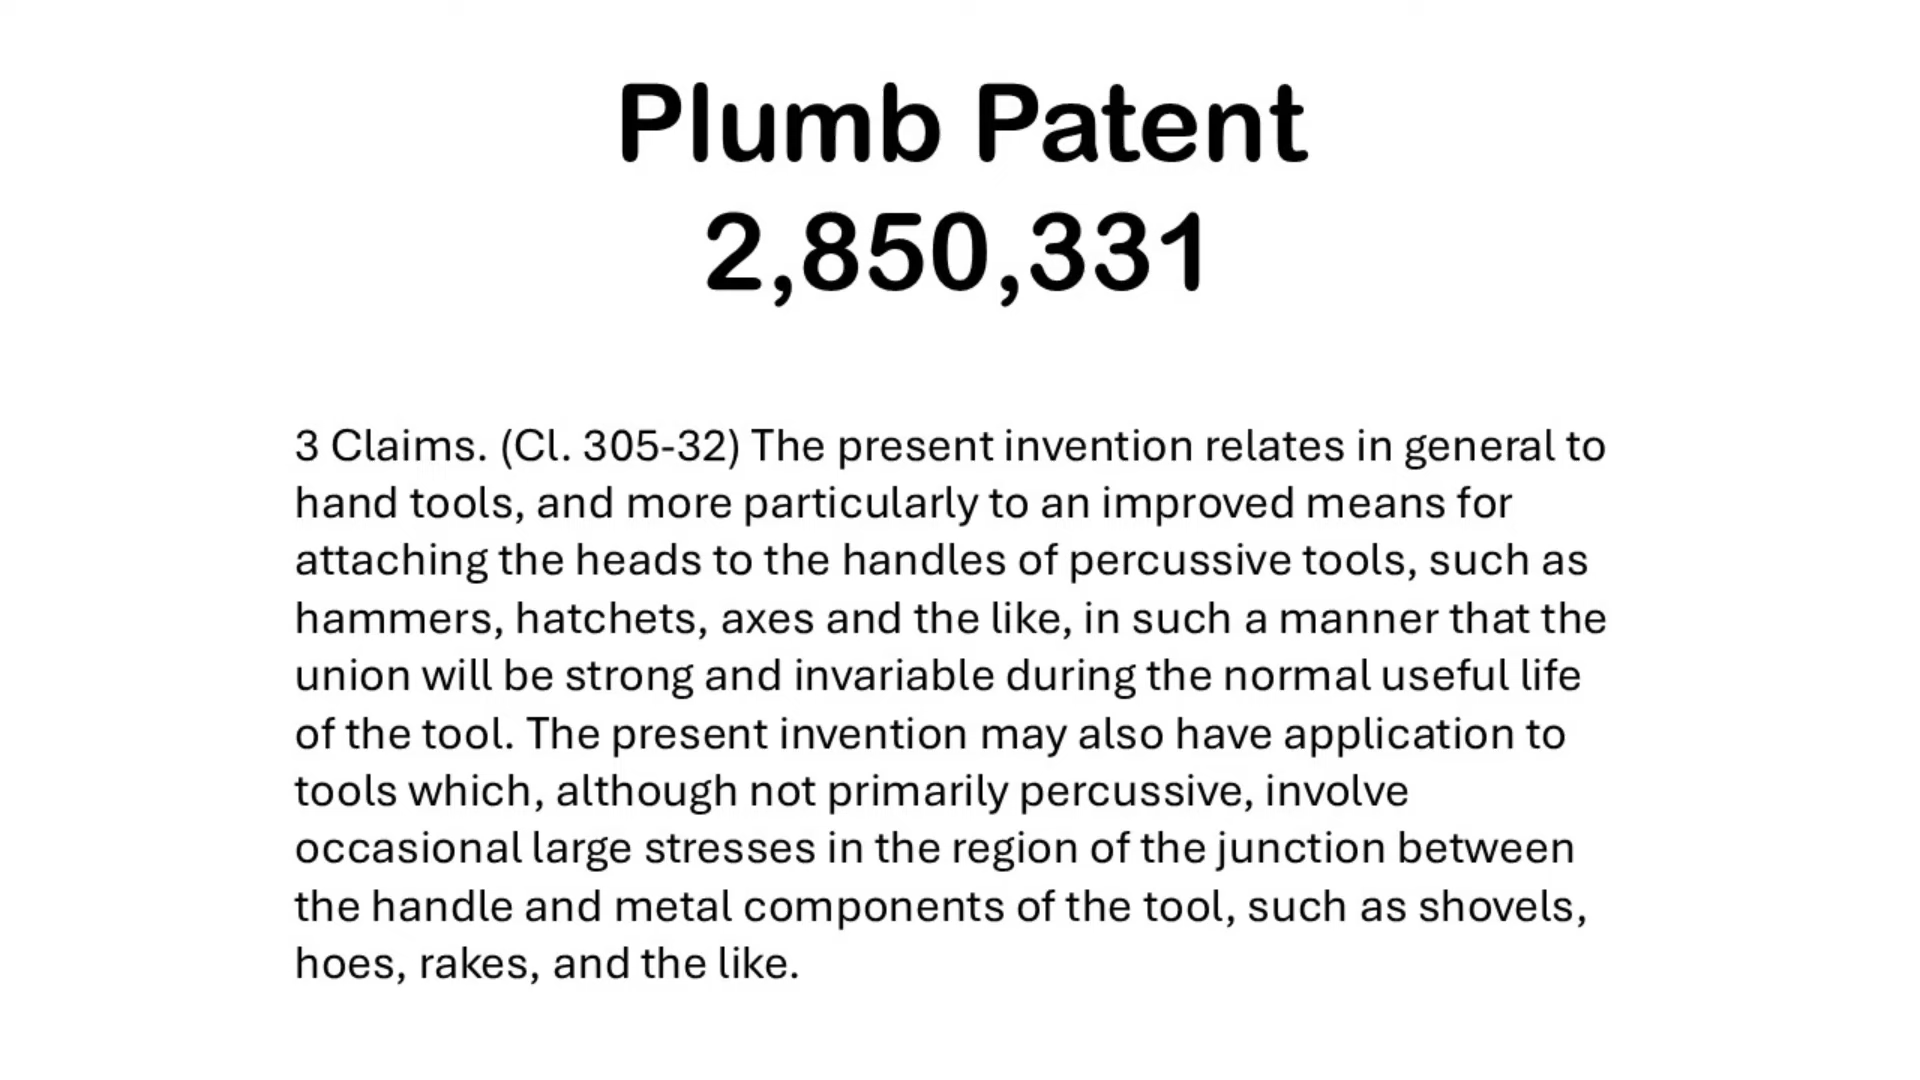 Plumb Patent
2,850,331
3 Claims. (Cl. 305-32) The present invention relates in general to
hand tools, and more particularly to an improved means for
attaching the heads to the handles of percussive tools, such as
hammers, hatchets, axes and the like, in such a manner that the
union will be strong and invariable during the normal useful life
of the tool. The present invention may also have application to
tools which, although not primarily percussive, involve
occasional large stresses in the region of the junction between
the handle and metal components of the tool, such as shovels,
hoes, rakes, and the like.